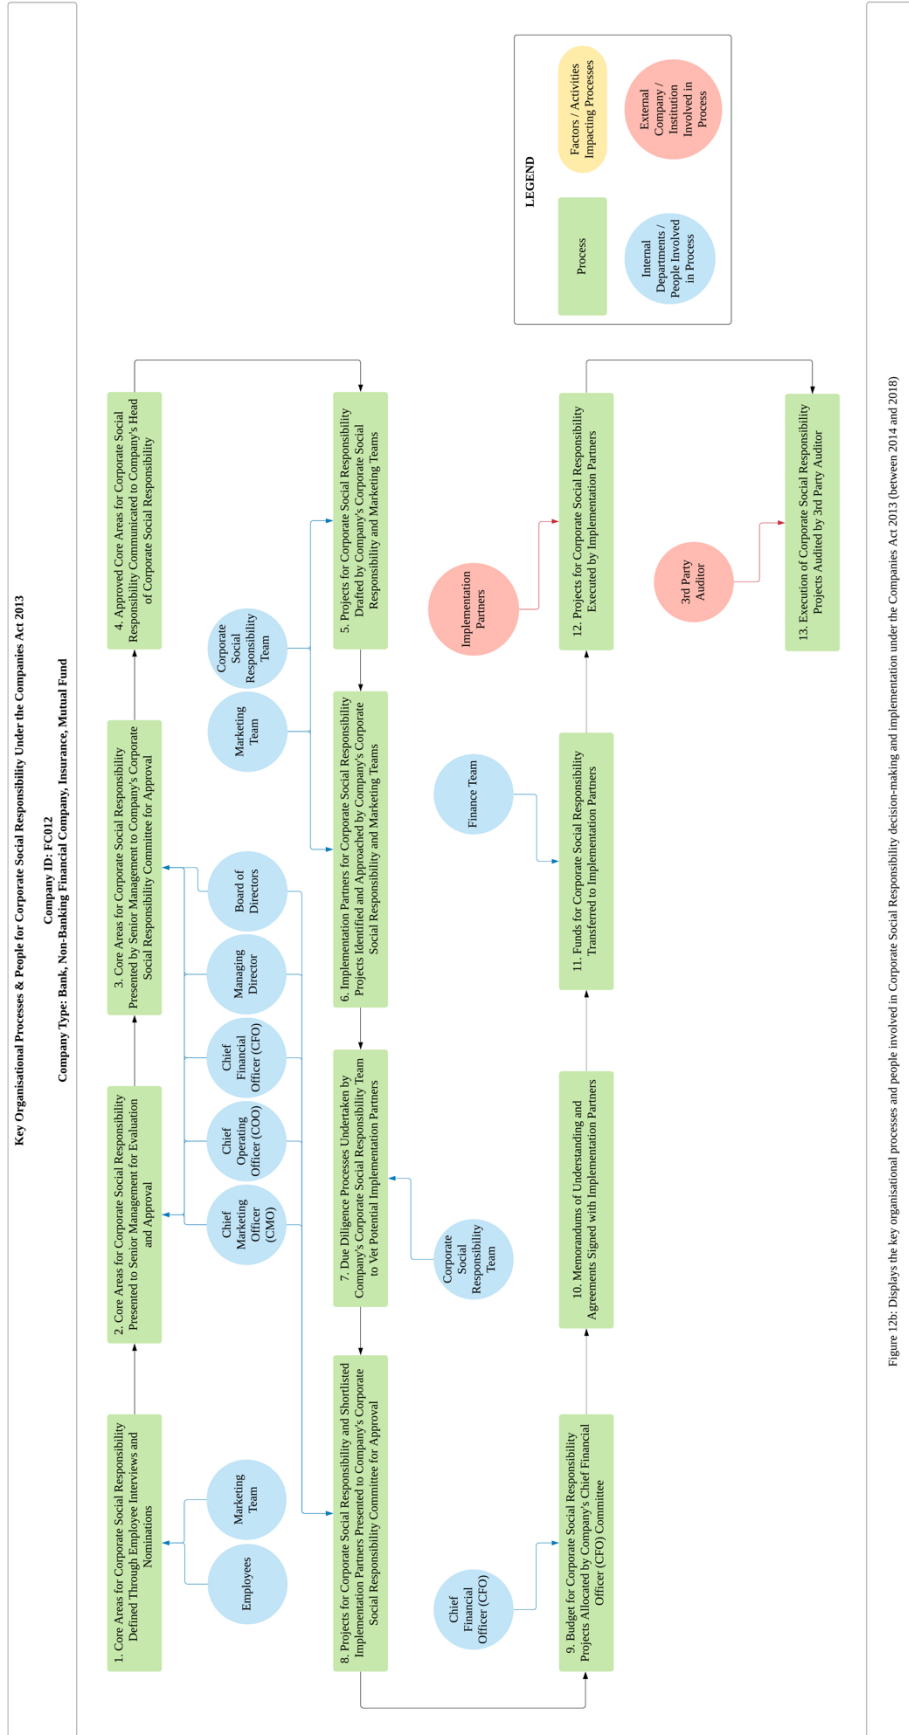 Key Organisational Processes & People for Corporate Social Responsibility Under the Companies Act 2013
Company ID: FC012
Company Type: Bank, Non-Banking Financial Company, Insurance, Mutual Fund
1. Core Areas for Corporate Social Responsibility
Defined Through Employee Interviews and
Nominations
2. Core Areas for Corporate Social Responsibility
Presented to Senior Management for Evaluation
and Approval
3. Core Areas for Corporate Social Responsibility
Presented by Senior Management to Company's Corporate
Social Responsibility Committee for Approval
4. Approved Core Areas for Corporate Social
Responsibility Communicated to Company's Head
of Corporate Social Responsibility
Employees
Marketing
Team
Chief
Marketing
Officer
(CMO)
Chief
Operating
Officer (COO)
Chief
Financial
Officer (CFO)
Managing
Director
Board of
Directors
Marketing
Team
Corporate
Social
Responsibility
Team
8. Projects for Corporate Social Responsibility and Shortlisted
Implementation Partners Presented to Company's Corporate
Social Responsibility Committee for Approval
7. Due Diligence Processes Undertaken by
Company's Corporate Social Responsibility Team
to Vet Potential Implementation Partners
6. Implementation Partners for Corporate Social Responsibility
Projects Identified and Approached by Company's Corporate
Social Responsibility and Marketing Teams
5. Projects for Corporate Social Responsibility
Drafted by Company's Corporate Social
Responsibility and Marketing Teams
Chief
Financial
Officer (CFO)
Corporate
Social
Responsibility
Team
Finance Team
Implementation
Partners
9. Budget for Corporate Social Responsibility
Projects Allocated by Company's Chief Financial
Officer (CFO) Committee
10. Memorandums of Understanding and
Agreements Signed with Implementation Partners
11. Funds for Corporate Social Responsibility
Transferred to Implementation Partners
12. Projects for Corporate Social Responsibility
Executed by Implementation Partners
3rd Party
Auditor
13. Execution of Corporate Social Responsibility
Projects Audited by 3rd Party Auditor
LEGEND
Process
Factors / Activities
Impacting Processes
Internal
Departments /
People Involved
in Process
External
Company /
Institution
Involved in
Process
Figure 12b: Displays the key organisational processes and people involved in Corporate Social Responsibility decision-making and implementation under the Companies Act 2013 (between 2014 and 2018)